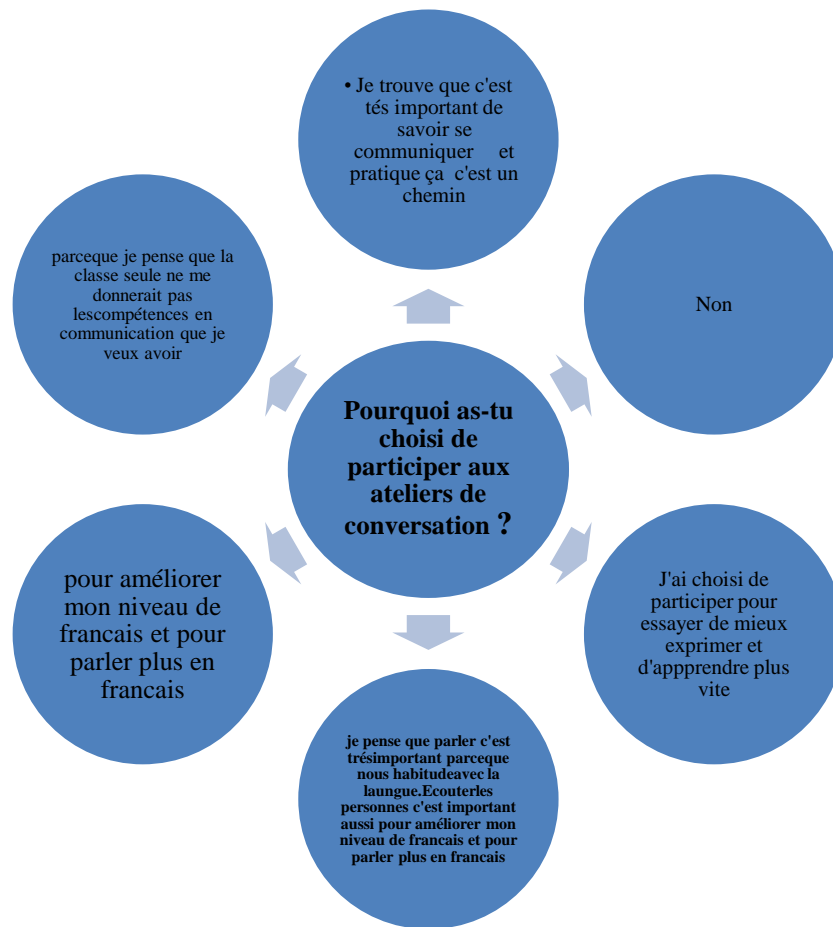 • Je trouve que c'est
tés important de
savoir se
communiquer et
pratique ça c'est un
chemin
parceque je pense que la
classe seule ne me
donnerait pas
lescompétences en
communication que je
veux avoir
Non
Pourquoi as-tu
choisi de
participer aux
ateliers de
conversation ?
pour améliorer
mon niveau de
francais et pour
parler plus en
francais
J'ai choisi de
participer pour
essayer de mieux
exprimer et
d'appprendre plus
vite
je pense que parler c'est
trésimportant parceque
nous habitudeavec la
laungue.Ecouterles
personnes c'est important
aussi pour améliorer mon
niveau de francais et pour
parler plus en francais